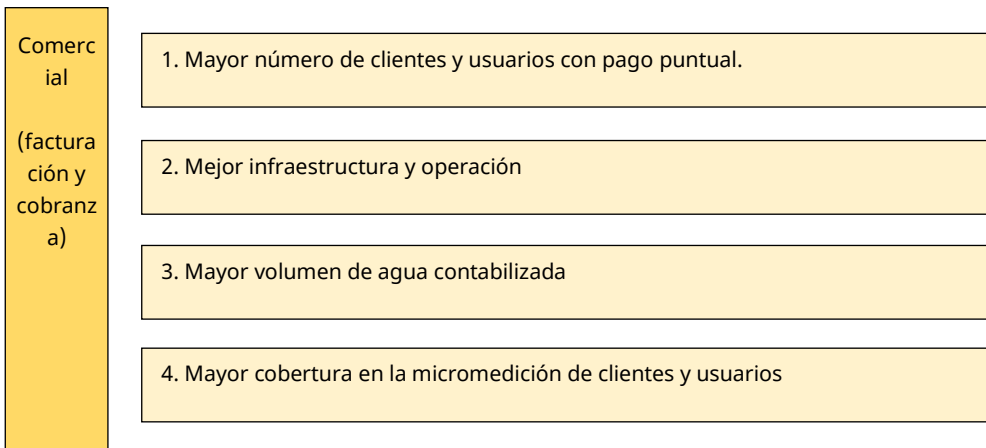 Comerc
ial
(factura
ción y
cobranz
a)
1. Mayor número de clientes y usuarios con pago puntual.
2. Mejor infraestructura y operación
3. Mayor volumen de agua contabilizada
4. Mayor cobertura en la micromedición de clientes y usuarios